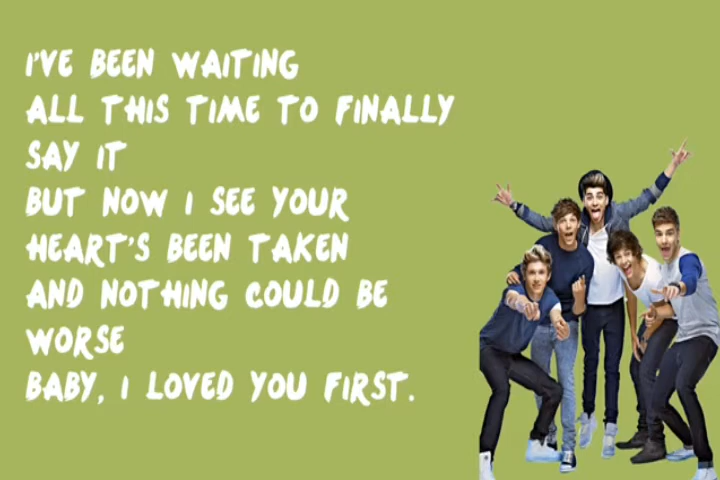 I'VE BEEN WAITING
ALL THIS TIME TO FINALLY
SAY IT
BUT NOW I SEE YOUR
HEART'S BEEN TAKEN
AND NOTHING COULD BE
WORSE
BABY, I LOVED YOU FIRST.